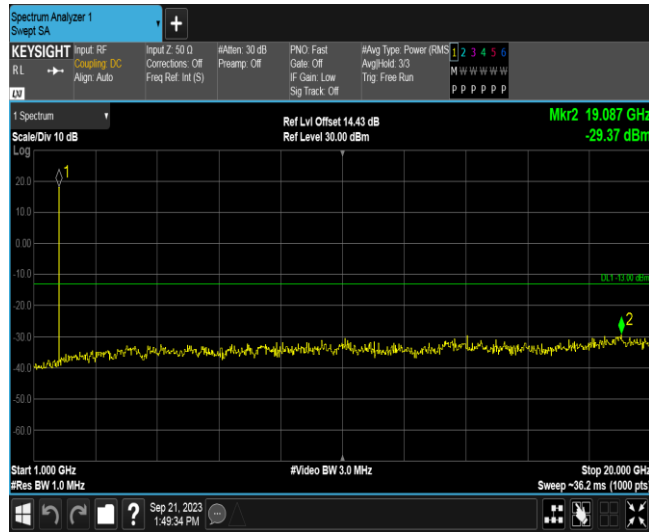 Spectrum Analyzer 1
Swept SA
+
KEYSIGHT
RL
LXI
Input: RF
Coupling: DC
Align: Auto
Input Z: 50 Ω
Corrections: Off
Freq Ref: Int (S)
#Atten: 30 dB
Preamp: Off
PNO: Fast
Gate: Off
IF Gain: Low
Sig Track: Off
#Avg Type: Power (RMS
Avg|Hold: 3/3
Trig: Free Run
1 2 3 4 5 6
M W W W W W
P P P P P P
1 Spectrum
Scale/Div 10 dB
Log
Ref Lvl Offset 14.43 dB
Ref Level 30.00 dBm
Mkr2 19.087 GHz
-29.37 dBm
1
20.0
10.0
0.00
-10.0
DL1 -13.00 dBm
-20.0
2
-30.0
-40.0
-50.0
-60.0
Start 1.000 GHz
#Res BW 1.0 MHz
#Video BW 3.0 MHz
Stop 20.000 GHz
Sweep ~36.2 ms (1000 pts)
?
Sep 21, 2023
1:49:34 PM